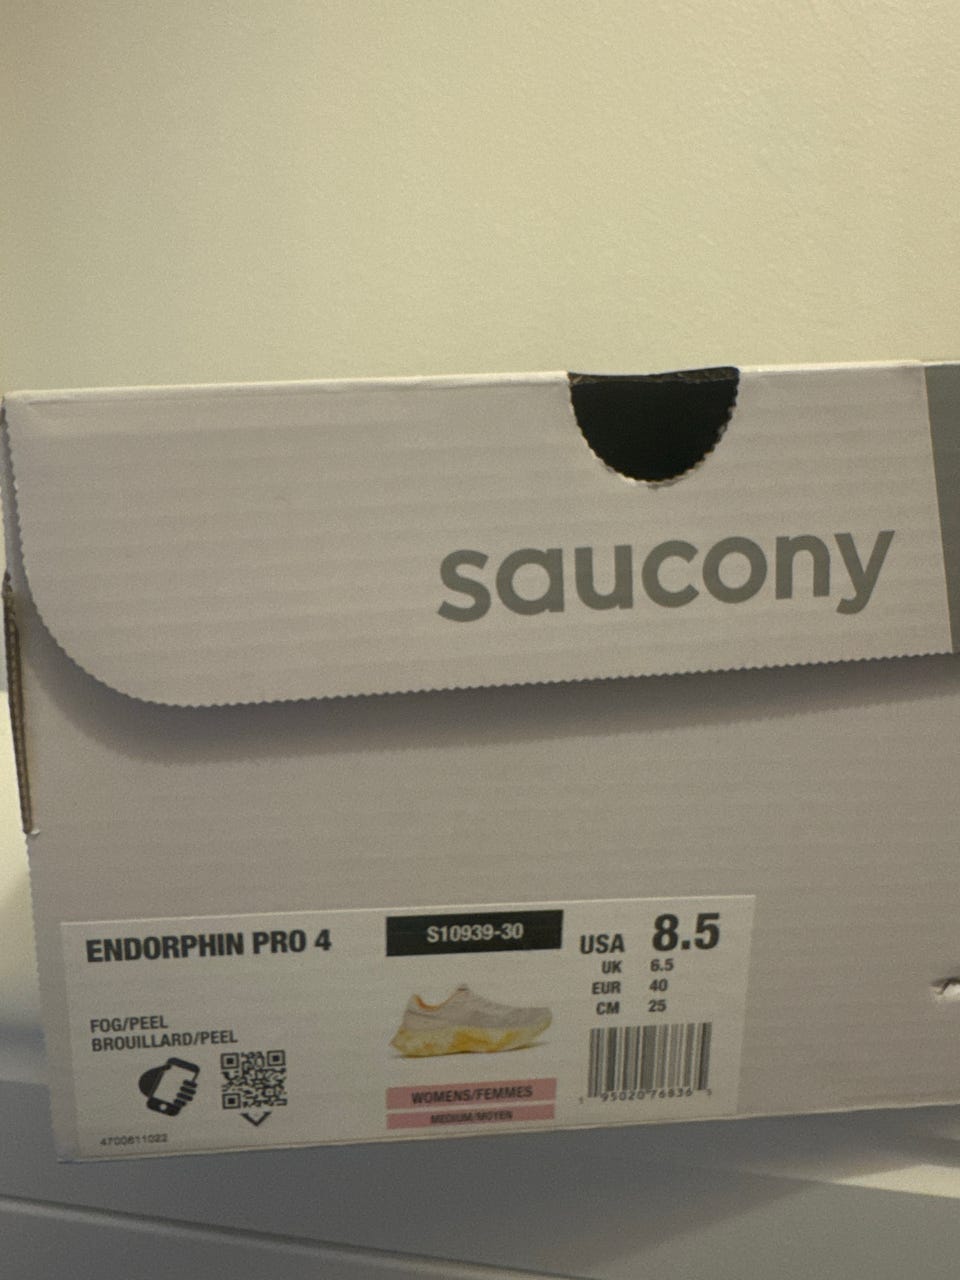 saucony
ENDORPHIN PRO 4
S10939-30
USA 8.5
UK 6.5
EUR 40
CM 25
FOG/PEEL
BROUILLARD/PEEL
WOMENS/FEMMES
MEDIUM/MOYEN
4700611022